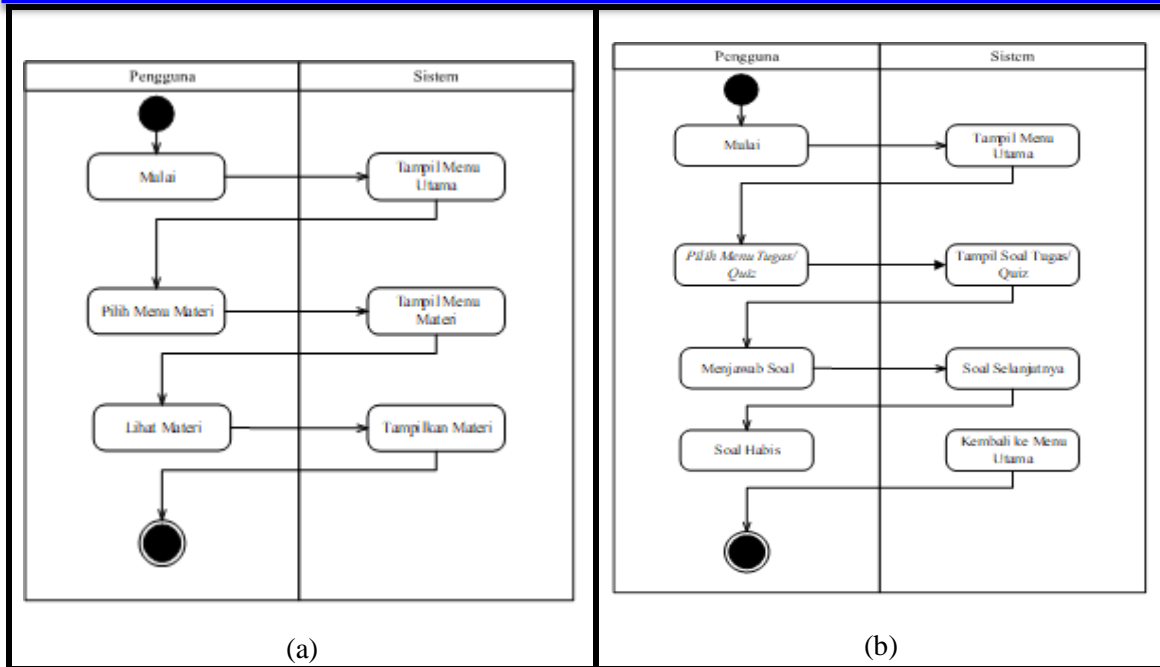 Pengguna
Sistem
Mulai
Tampil Menu
Utama
Pilih Menu Materi
Tampil Menu
Materi
Lihat Materi
Tampilkan Materi
(a)
Pengguna
Sistem
Mulai
Tampil Menu
Utama
Pilih Menu Tugas/
Quiz
Tampil Soal Tugas/
Quiz
Menjawab Soal
Soal Selanjutnya
Soal Habis
Kembali ke Menu
Utama
(b)